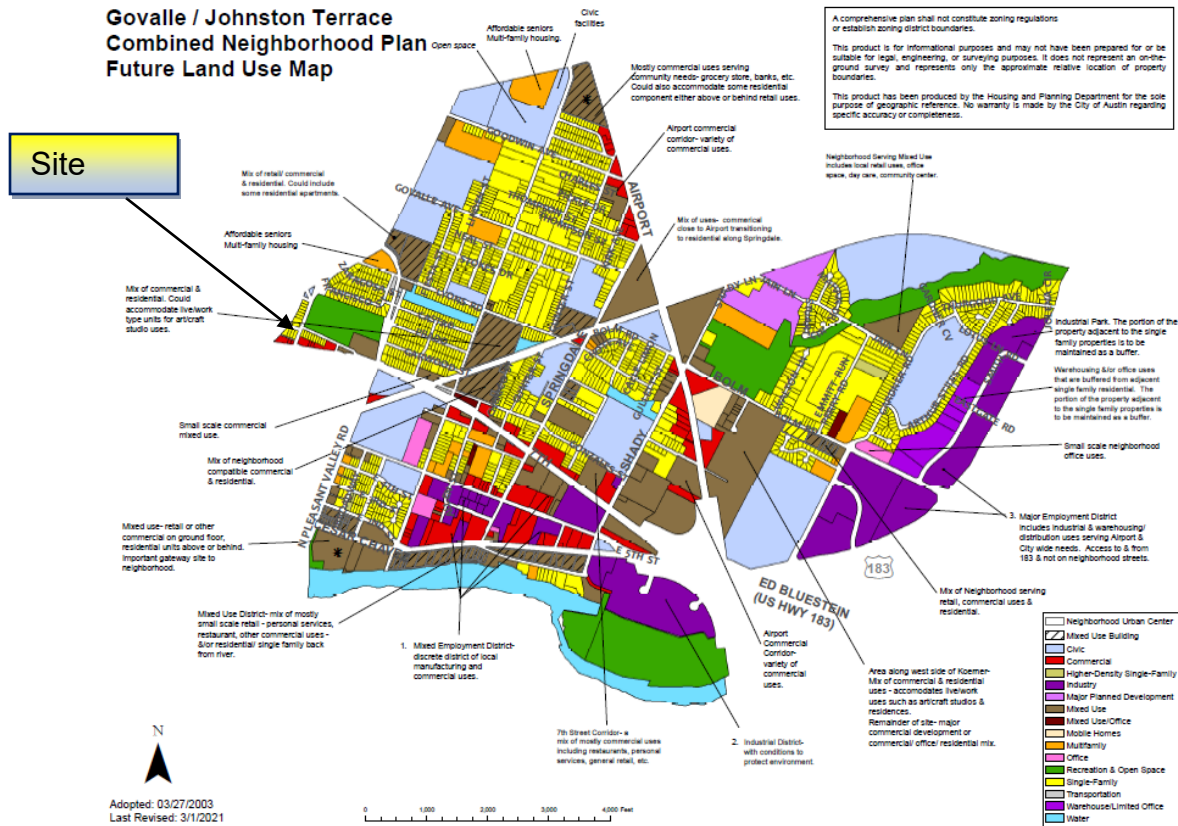 Govalle / Johnston Terrace
Combined Neighborhood Plan
Future Land Use Map
Site
A comprehensive plan shall not constitute zoning regulations
or establish zoning district boundaries.
This product is for informational purposes and may not have been prepared for or be
suitable for legal, engineering, or surveying purposes. It does not represent an on-the-
ground survey and represents only the approximate relative location of property
boundaries.
This product has been produced by the Housing and Planning Department for the sole
purpose of geographic reference. No warranty is made by the City of Austin regarding
specific accuracy or completeness.
Open space
Affordable seniors
Multi-family housing.
Civic
facilities
Mostly commercial uses serving
community needs- grocery store, banks, etc.
Could also accommodate some residential
component either above or behind retail uses.
Airport commercial
corridor- variety of
commercial uses.
Neighborhood Serving Mixed Use
includes local retail uses, office
space, day care, community center.
Mix of retail/ commercial
& residential. Could include
some residential apartments.
Mix of uses- commerical
close to Airport transitioning
to residential along Springdale.
Affordable seniors
Multi-family housing
Mix of commercial &
residential. Could
accommodate live/work
type units for art/craft
studio uses.
Industrial Park. The portion of the
property adjacent to the single
family properties is to be
maintained as a buffer.
Warehousing &/or office uses
that are buffered from adjacent
single family residential. The
portion of the property adjacent
to the single family properties is
to be maintained as a buffer.
Small scale commercial
mixed use.
Small scale neighborhood
office uses.
Mix of neighborhood
compatible commercial
& residential.
Mixed use- retail or other
commercial on ground floor,
residential units above or behind.
Important gateway site to
neighborhood.
3. Major Employment District
includes industrial & warehousing/
distribution uses serving Airport &
City wide needs. Access to & from
183 & not on neighborhood streets.
Mix of Neighborhood serving
retail, commercial uses &
residential.
Mixed Use District- mix of mostly
small scale retail - personal services,
restaurant, other commercial uses -
&/or residential/ single family back
from river.
1. Mixed Employment District-
discrete district of local
manufacturing and
commercial uses.
Airport
Commercial
Corridor-
variety of
commercial
uses.
Area along west side of Koerner-
Mix of commercial & residential
uses - accomodates live/work
uses such as art/craft studios &
residences.
Remainder of site- major
commercial development or
commercial/ office/ residential mix.
7th Street Corridor- a
mix of mostly commercial uses
including restaurants, personal
services, general retail, etc.
2. Industrial District-
with conditions to
protect environment.
GOODWIN AVE
GOVALLE AVE
THOMPSON ST
AIRPORT
SPRINGDALE
BOLM
SHADY
EMMITT RUN
N PLEASANT VALLEY RD
E 5TH ST
183
ED BLUESTEIN
(US HWY 183)
Neighborhood Urban Center
Mixed Use Building
Civic
Commercial
Higher-Density Single-Family
Industry
Major Planned Development
Mixed Use
Mixed Use/Office
Mobile Homes
Multifamily
Office
Recreation & Open Space
Single-Family
Transportation
Warehouse/Limited Office
Water
N
Adopted: 03/27/2003
Last Revised: 3/1/2021
0 1,000 2,000 3,000 4,000 Feet